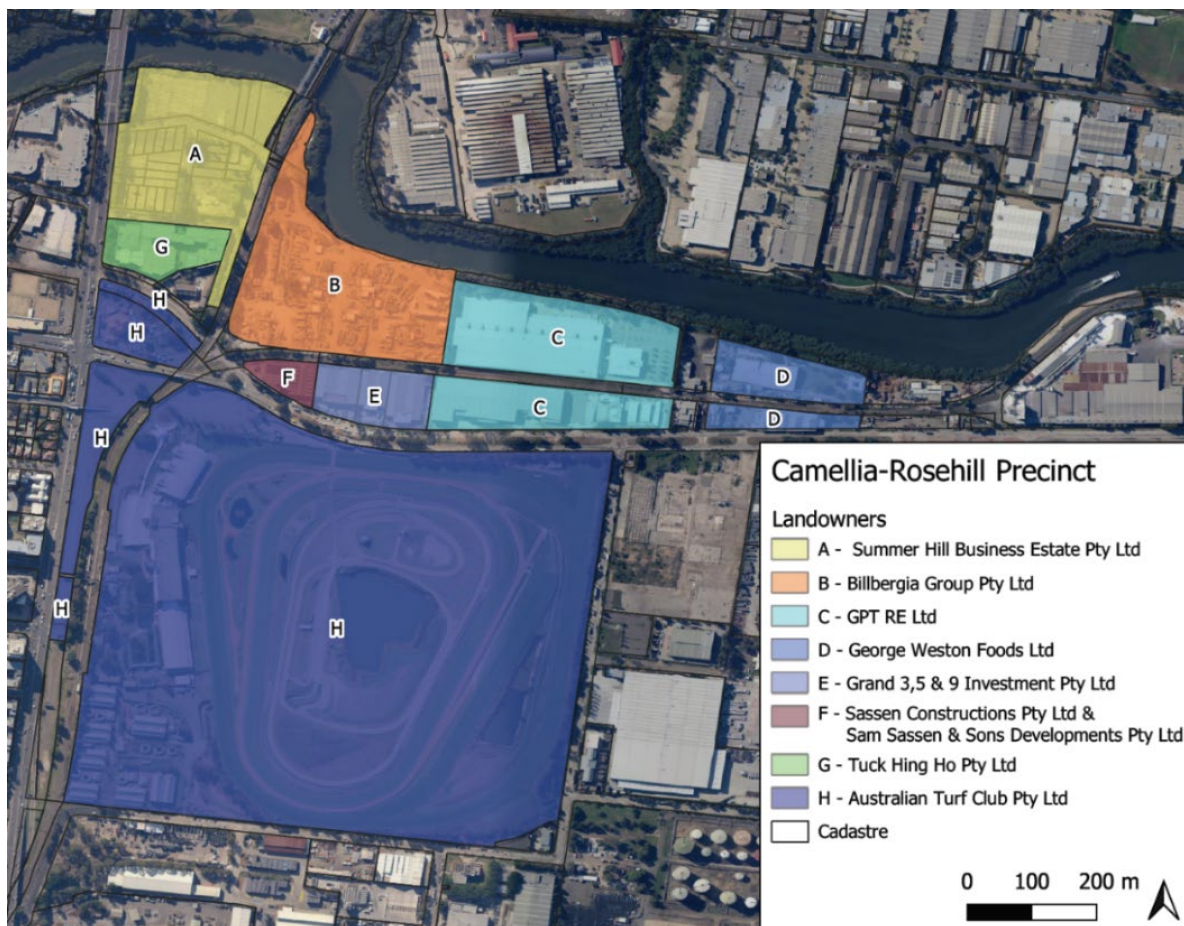 A
G
H
B
H
C
F
E
D
C
D
H
H
H
Camellia-Rosehill Precinct
Landowners
A - Summer Hill Business Estate Pty Ltd
B - Billbergia Group Pty Ltd
C - GPT RE Ltd
D - George Weston Foods Ltd
E - Grand 3,5 & 9 Investment Pty Ltd
F - Sassen Constructions Pty Ltd &
Sam Sassen & Sons Developments Pty Ltd
G - Tuck Hing Ho Pty Ltd
H - Australian Turf Club Pty Ltd
Cadastre
0 100 200 m